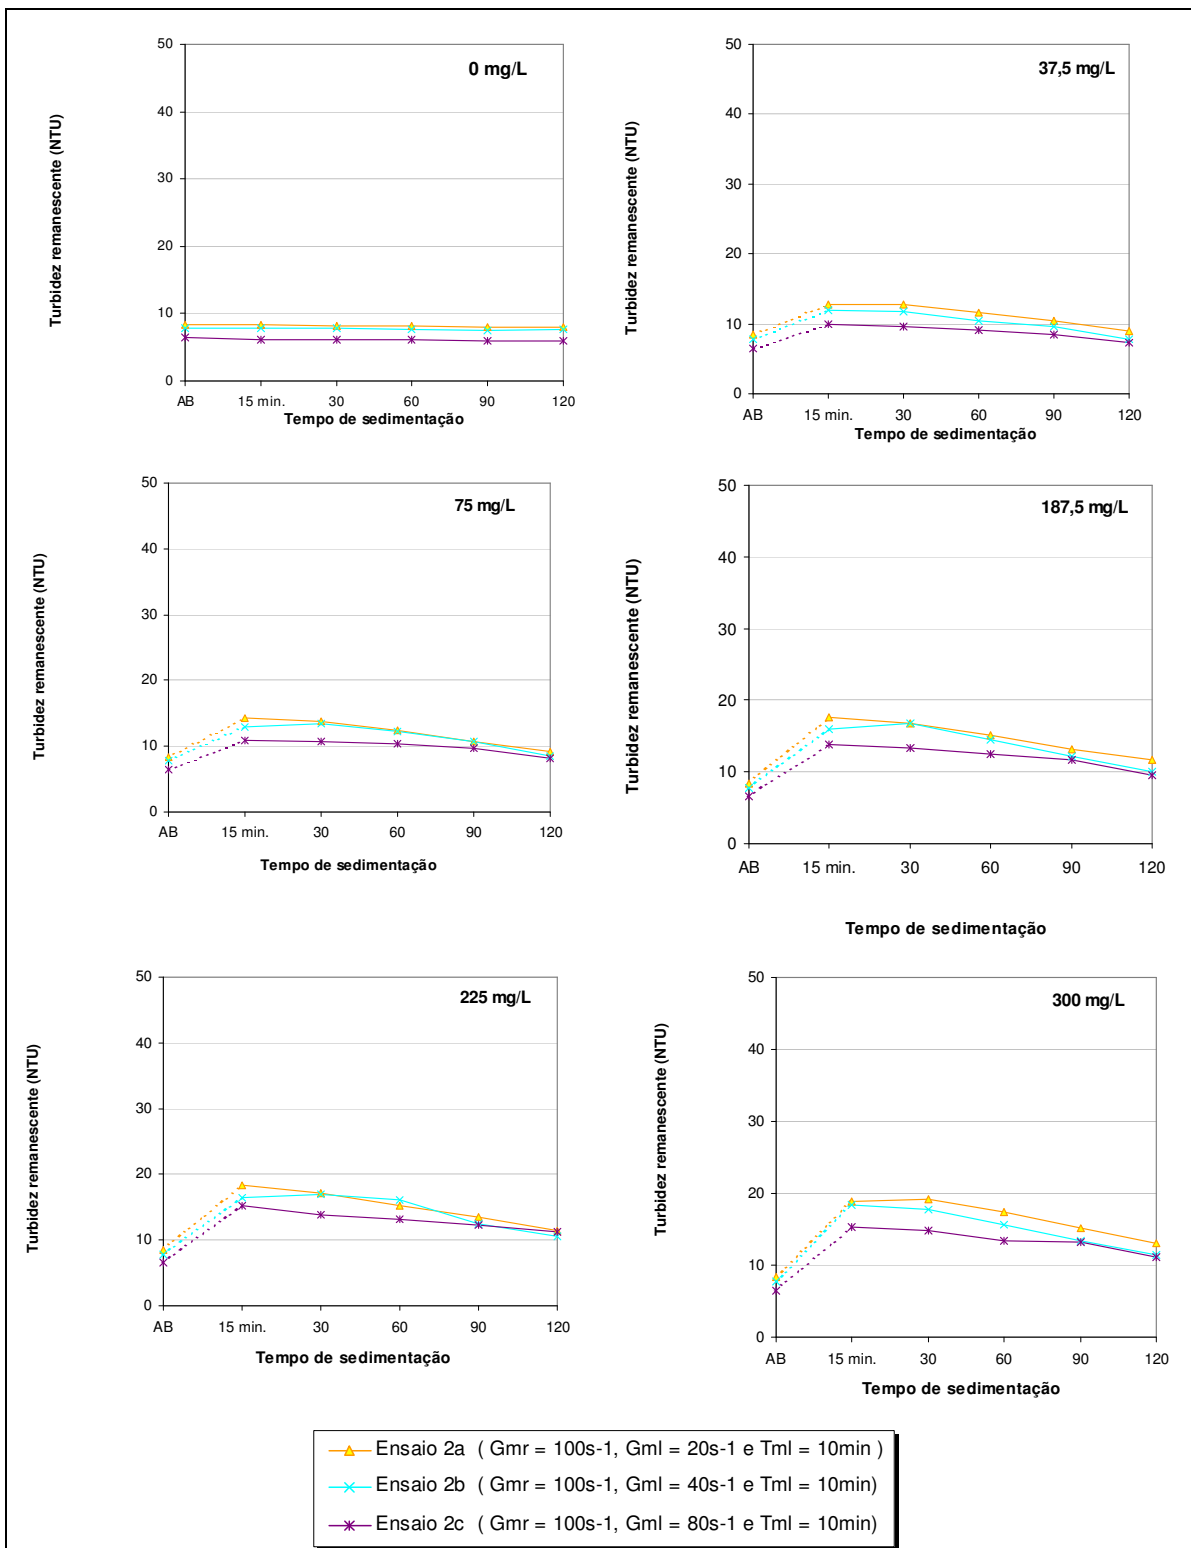 0 mg/L
Turbidez remanescente (NTU)
50
40
30
20
10
0
AB 15 min. 30 60 90 120
Tempo de sedimentação
37,5 mg/L
Turbidez remanescente (NTU)
50
40
30
20
10
0
AB 15 min. 30 60 90 120
Tempo de sedimentação
75 mg/L
Turbidez remanescente (NTU)
50
40
30
20
10
0
AB 15 min. 30 60 90 120
Tempo de sedimentação
187,5 mg/L
Turbidez remanescente (NTU)
50
40
30
20
10
0
AB 15 min. 30 60 90 120
Tempo de sedimentação
225 mg/L
Turbidez remanescente (NTU)
50
40
30
20
10
0
AB 15 min. 30 60 90 120
Tempo de sedimentação
300 mg/L
Turbidez remanescente (NTU)
50
40
30
20
10
0
AB 15 min. 30 60 90 120
Tempo de sedimentação
Ensaio 2a ( Gmr = 100s-1, Gml = 20s-1 e Tml = 10min )
Ensaio 2b ( Gmr = 100s-1, Gml = 40s-1 e Tml = 10min)
Ensaio 2c ( Gmr = 100s-1, Gml = 80s-1 e Tml = 10min)